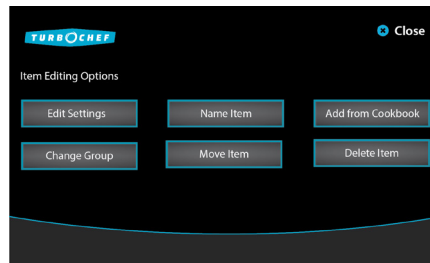 TURBOCHEF
Close
Item Editing Options
Edit Settings
Name Item
Add from Cookbook
Change Group
Move Item
Delete Item